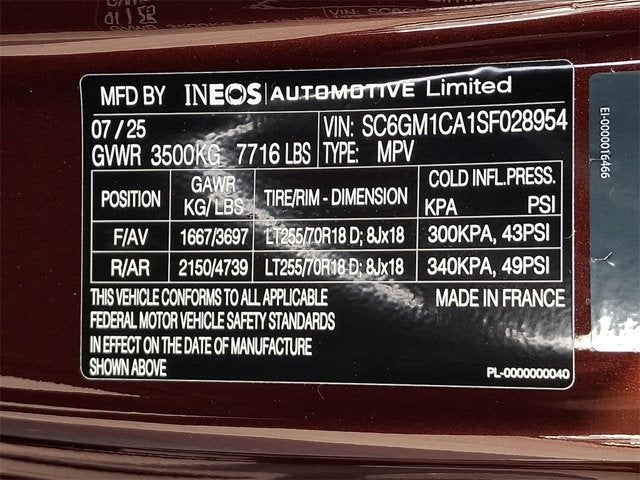 MFD BY INEOS AUTOMOTIVE Limited
07/25 VIN: SC6GM1CA1SF028954
GVWR 3500KG 7716 LBS TYPE: MPV
POSITION GAWR KG/LBS TIRE/RIM - DIMENSION COLD INFL.PRESS. KPA PSI
F/AV 1667/3697 LT255/70R18 D; 8Jx18 300KPA, 43PSI
R/AR 2150/4739 LT255/70R18 D; 8Jx18 340KPA, 49PSI
THIS VEHICLE CONFORMS TO ALL APPLICABLE MADE IN FRANCE
FEDERAL MOTOR VEHICLE SAFETY STANDARDS
IN EFFECT ON THE DATE OF MANUFACTURE
SHOWN ABOVE
PL-0000000040
EI-0000016466